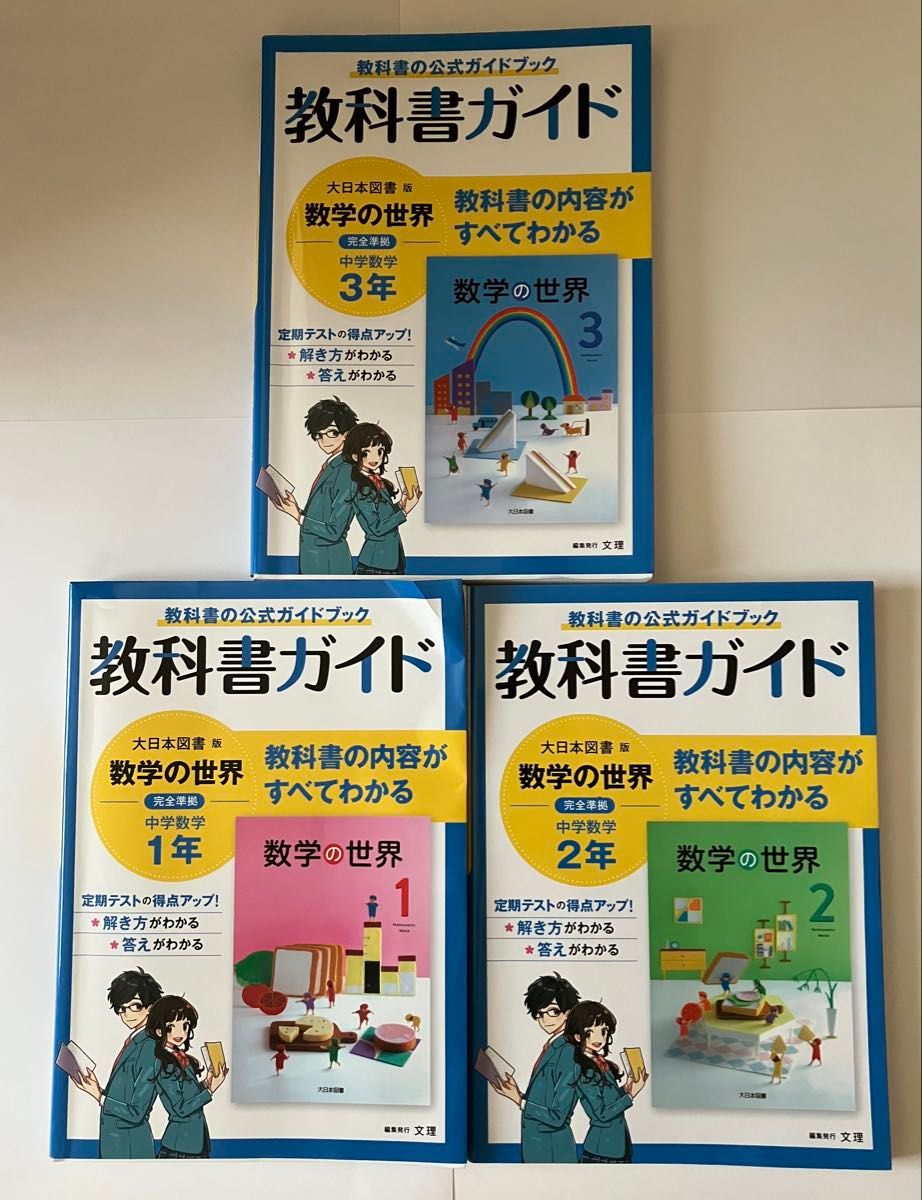 教科書の公式ガイドブック
教科書ガイド
大日本図書 版
数学の世界
完全準拠
中学数学
3年
教科書の内容が
すべてわかる
定期テストの得点アップ!
*解き方がわかる
*答えがわかる
数学の世界
3
Mathematics
World
大日本図書
編集発行 文理
教科書の公式ガイドブック
教科書ガイド
大日本図書 版
数学の世界
完全準拠
中学数学
1年
教科書の内容が
すべてわかる
定期テストの得点アップ!
*解き方がわかる
*答えがわかる
数学の世界
1
Mathematics
World
大日本図書
編集発行 文理
教科書の公式ガイドブック
教科書ガイド
大日本図書 版
数学の世界
完全準拠
中学数学
2年
教科書の内容が
すべてわかる
定期テストの得点アップ!
*解き方がわかる
*答えがわかる
数学の世界
2
Mathematics
World
大日本図書
編集発行 文理